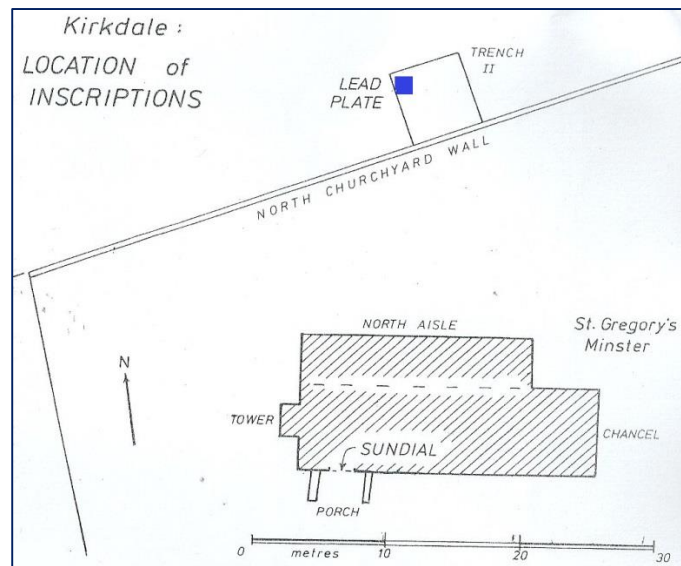 Kirkdale :
LOCATION of
INSCRIPTIONS
TRENCH
II
LEAD
PLATE
NORTH CHURCHYARD WALL
NORTH AISLE
St. Gregory's
Minster
N
TOWER
SUNDIAL
CHANCEL
PORCH
0 metres 10 20 30